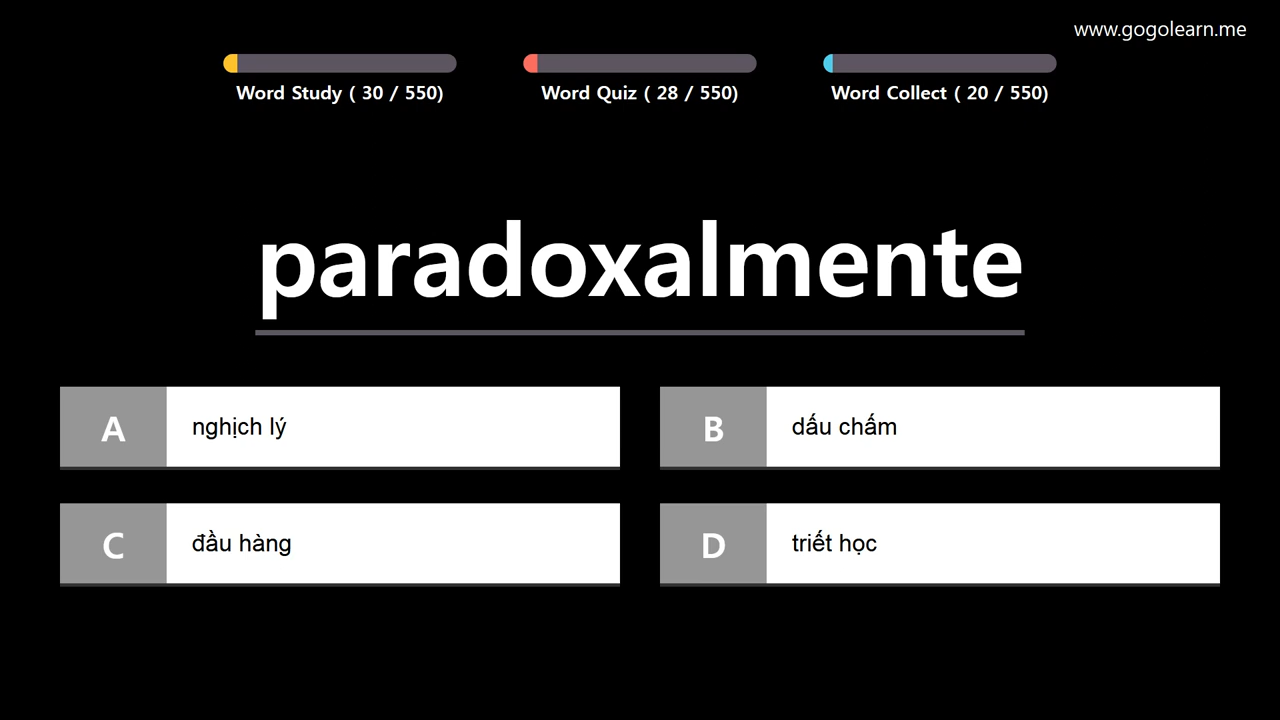 www.gogolearn.me
Word Study ( 30 / 550)
Word Quiz ( 28 / 550)
Word Collect ( 20 / 550)
paradoxalmente
A nghịch lý
B dấu chấm
C đầu hàng
D triết học